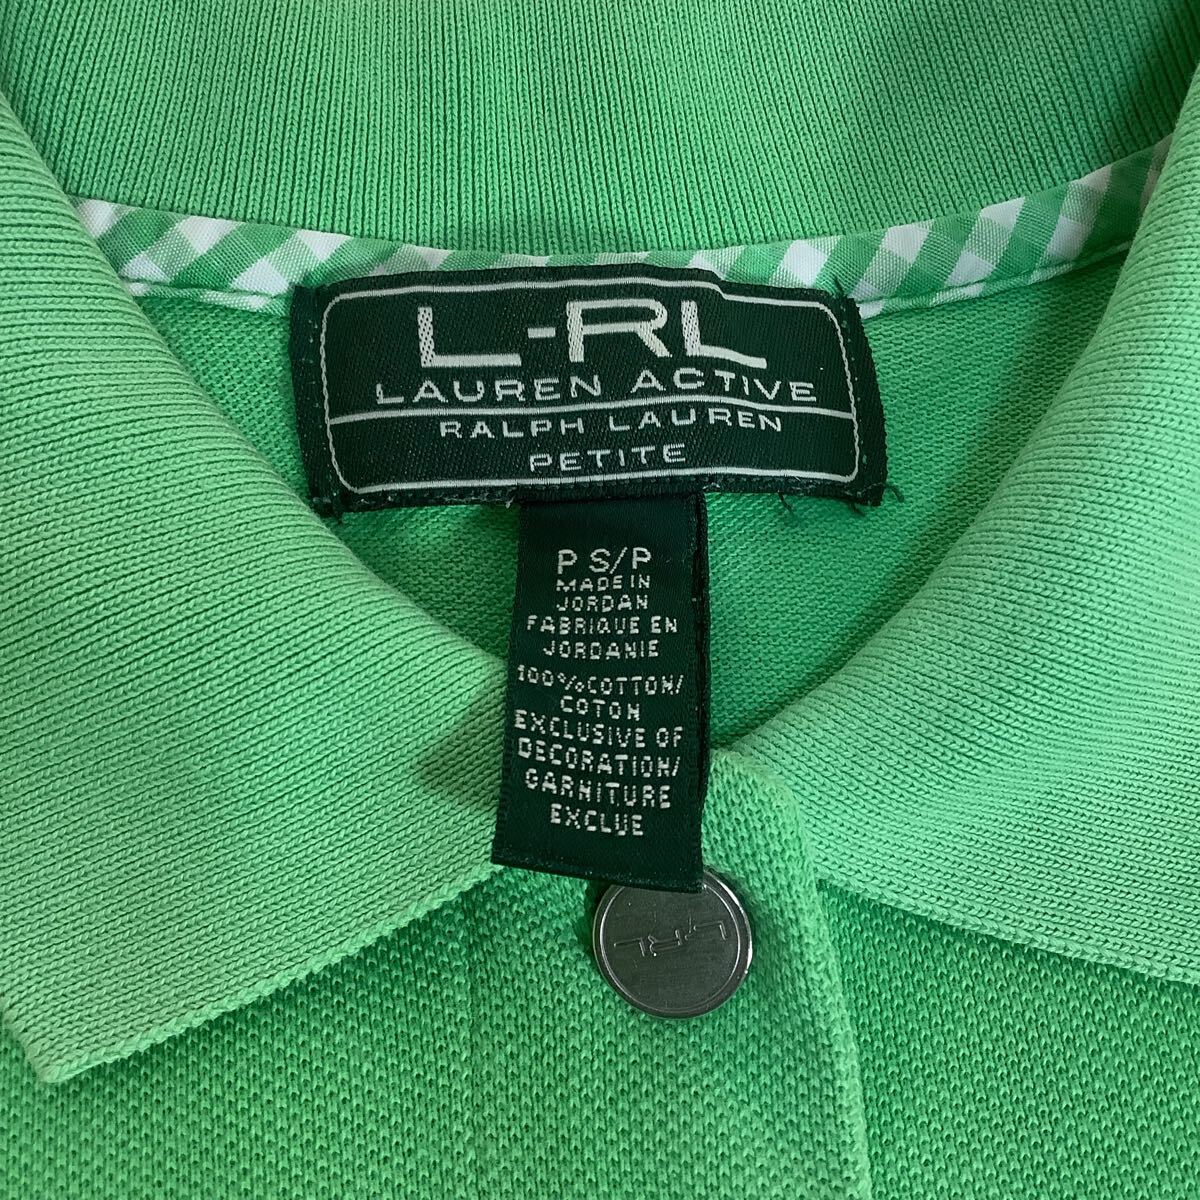 L-RL
LAUREN ACTIVE
RALPH LAUREN
PETITE
P S/P
MADE IN
JORDAN
FABRIQUE EN
JORDANIE
100%COTTON/
COTON
EXCLUSIVE OF
DECORATION/
GARNITURE
EXCLUE
L-RL